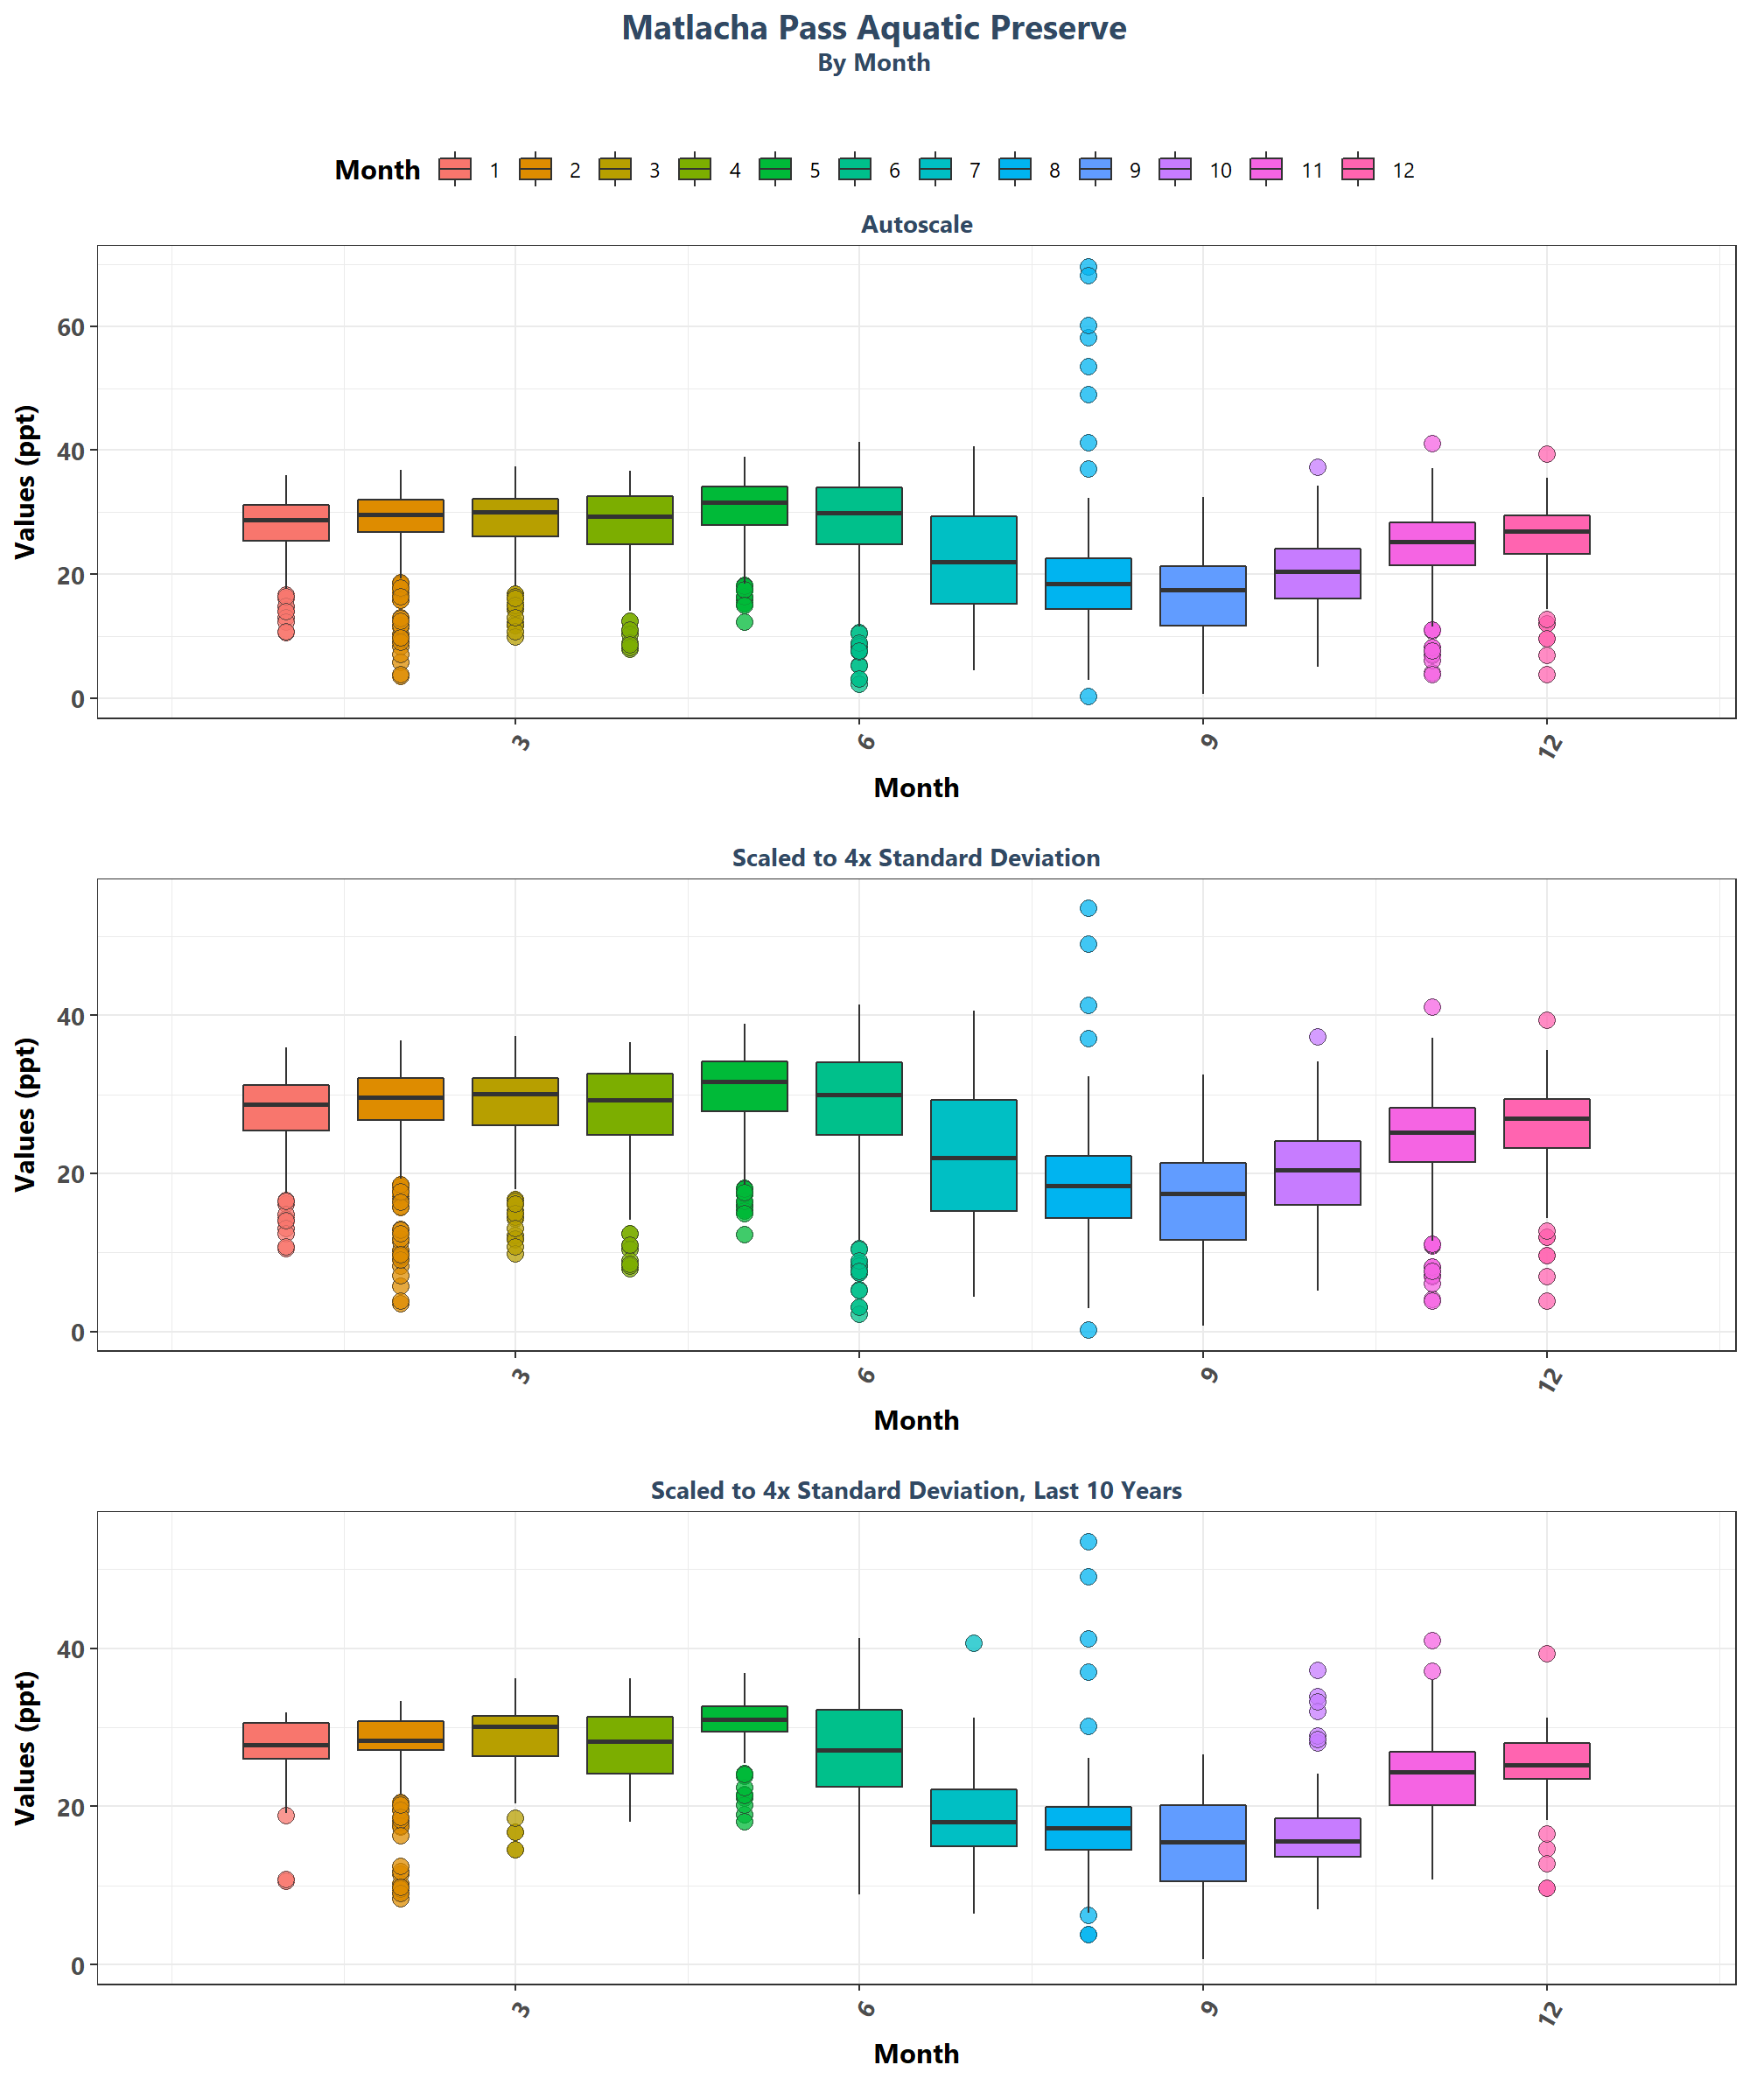 Matlacha Pass Aquatic Preserve
By Month
Month 1 2 3 4 5 6 7 8 9 10 11 12
Autoscale
Values (ppt)
60
40
20
0
3 6 9 12
Month
Scaled to 4x Standard Deviation
Values (ppt)
40
20
0
3 6 9 12
Month
Scaled to 4x Standard Deviation, Last 10 Years
Values (ppt)
40
20
0
3 6 9 12
Month